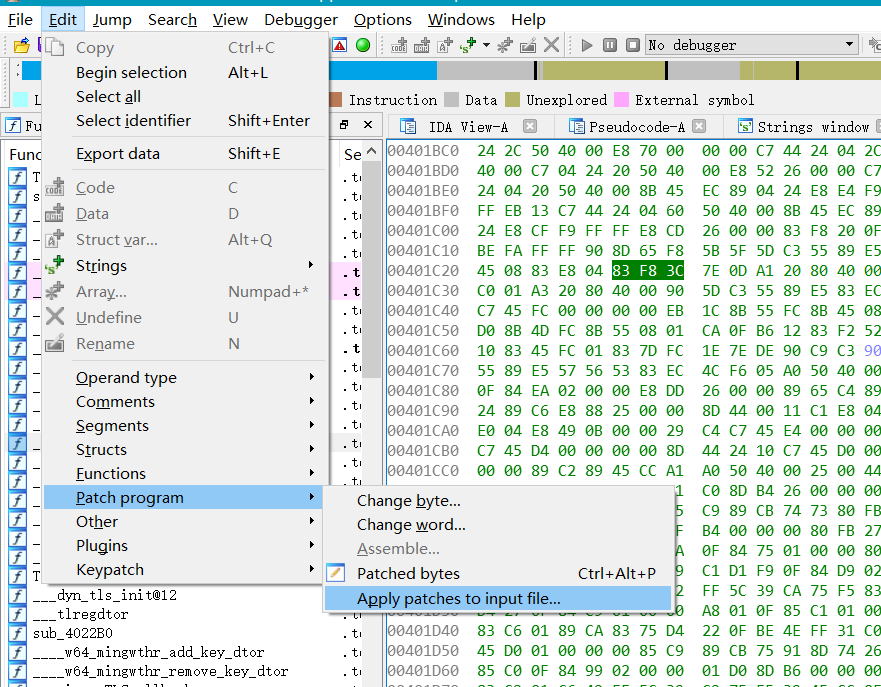 File Edit Jump Search View Debugger Options Windows Help
No debugger
Instruction Data Unexplored External symbol
IDA View-A Pseudocode-A Strings window
Copy Ctrl+C
Begin selection Alt+L
Select all
Select identifier Shift+Enter
Export data Shift+E
Code C
Data D
Struct var... Alt+Q
Strings
Array... Numpad+*
Undefine U
Rename N
Operand type
Comments
Segments
Structs
Functions
Patch program
Other
Plugins
Keypatch
Change byte...
Change word...
Assemble...
Patched bytes Ctrl+Alt+P
Apply patches to input file...
___dyn_tls_init@12
___tlregdtor
sub_4022B0
____w64_mingwthr_add_key_dtor
____w64_mingwthr_remove_key_dtor
00401BC0 24 2C 50 40 00 E8 70 00 00 00 C7 44 24 04 2C
00401BD0 40 00 C7 04 24 20 50 40 00 E8 52 26 00 00 C7
00401BE0 24 04 20 50 40 00 8B 45 EC 89 04 24 E8 E4 F9
00401BF0 FF EB 13 C7 44 24 04 60 50 40 00 8B 45 EC 89
00401C00 24 E8 CF F9 FF FF E8 CD 26 00 00 83 F8 20 0F
00401C10 BE FA FF FF 90 8D 65 F8 5B 5F 5D C3 55 89 E5
00401C20 45 08 83 E8 04 83 F8 3C 7E 0D A1 20 80 40 00
00401C30 C0 01 A3 20 80 40 00 90 5D C3 55 89 E5 83 EC
00401C40 C7 45 FC 00 00 00 00 EB 1C 8B 55 FC 8B 45 08
00401C50 D0 8B 4D FC 8B 55 08 01 CA 0F B6 12 83 F2 52
00401C60 10 83 45 FC 01 83 7D FC 1E 7E DE 90 C9 C3 90
00401C70 55 89 E5 57 56 53 83 EC 4C F6 05 A0 50 40 00
00401C80 0F 84 EA 02 00 00 E8 DD 26 00 00 89 65 C4 89
00401C90 24 89 C6 E8 88 25 00 00 8D 44 00 11 C1 E8 04
00401CA0 E0 04 E8 49 0B 00 00 29 C4 C7 45 E4 00 00 00
00401CB0 C7 45 D4 00 00 00 00 8D 44 24 10 C7 45 D0 00
00401CC0 00 00 89 C2 89 45 CC A1 A0 50 40 00 25 00 44
C0 8D B4 26 00 00 00
C9 89 CB 74 73 80 FB
B4 00 00 00 80 FB 27
0F 84 75 01 00 00 80
C1 D1 F9 0F 84 D9 02
FF 5C 39 CA 75 F5 83
A8 01 0F 85 C1 01 00
00401D40 83 C6 01 89 CA 83 75 D4 22 0F BE 4E FF 31 C0
00401D50 45 D0 01 00 00 00 85 C9 89 CB 75 91 8D 74 26
00401D60 85 C0 0F 84 99 02 00 00 01 D0 8D B6 00 00 00